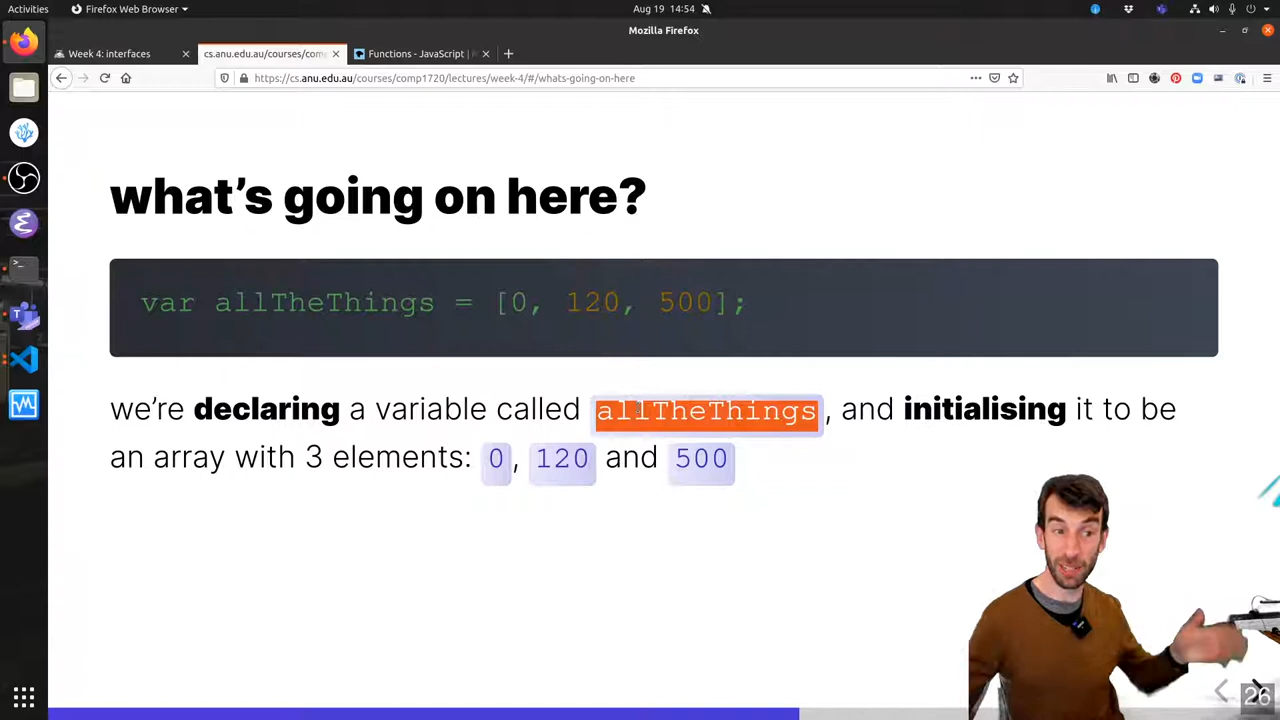 Activities
Firefox Web Browser
Aug 19 14:54
Mozilla Firefox
Week 4: interfaces
cs.anu.edu.au/courses/com
Functions - JavaScript |
https://cs.anu.edu.au/courses/comp1720/lectures/week-4/#/whats-going-on-here
what's going on here?
var allTheThings = [0, 120, 500];
we're declaring a variable called allTheThings, and initialising it to be
an array with 3 elements: 0, 120 and 500
26